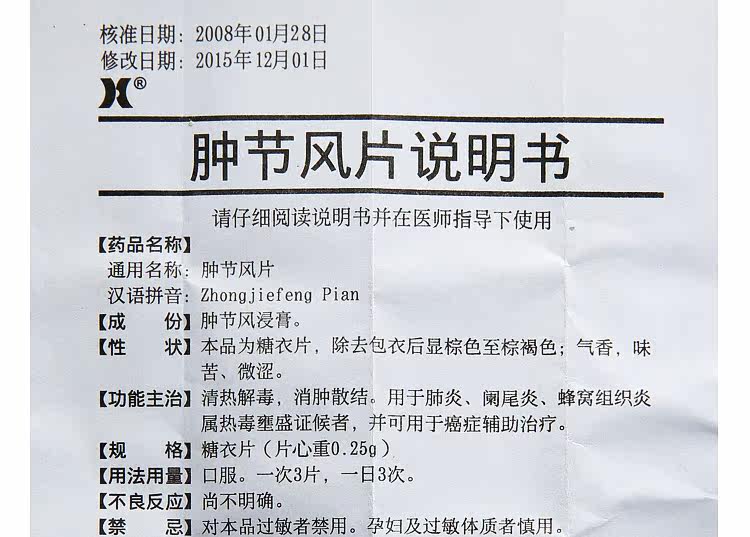 核准日期：2008年01月28日
修改日期：2015年12月01日
®
肿节风片说明书
请仔细阅读说明书并在医师指导下使用
【药品名称】
通用名称：肿节风片
汉语拼音：Zhongjiefeng Pian
【成 份】肿节风浸膏。
【性 状】本品为糖衣片，除去包衣后显棕色至棕褐色；气香，味
苦、微涩。
【功能主治】清热解毒，消肿散结。用于肺炎、阑尾炎、蜂窝组织炎
属热毒壅盛证候者，并可用于癌症辅助治疗。
【规 格】糖衣片（片心重0.25g）
【用法用量】口服。一次3片，一日3次。
【不良反应】尚不明确。
【禁 忌】对本品过敏者禁用。孕妇及过敏体质者慎用。